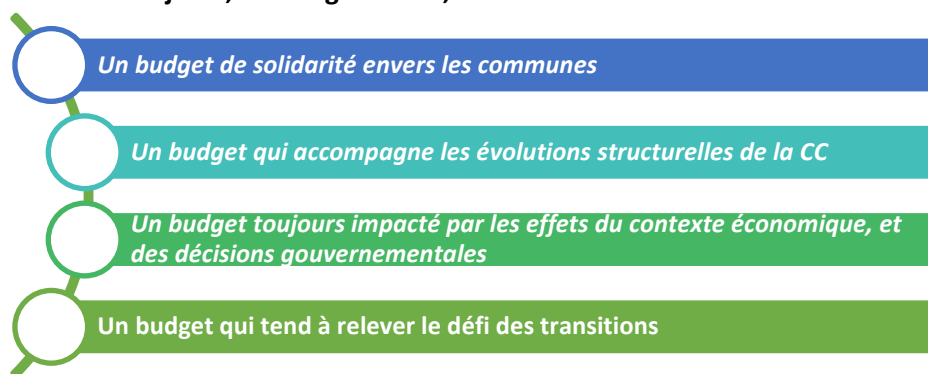 Un budget de solidarité envers les communes
Un budget qui accompagne les évolutions structurelles de la CC
Un budget toujours impacté par les effets du contexte économique, et
des décisions gouvernementales
Un budget qui tend à relever le défi des transitions